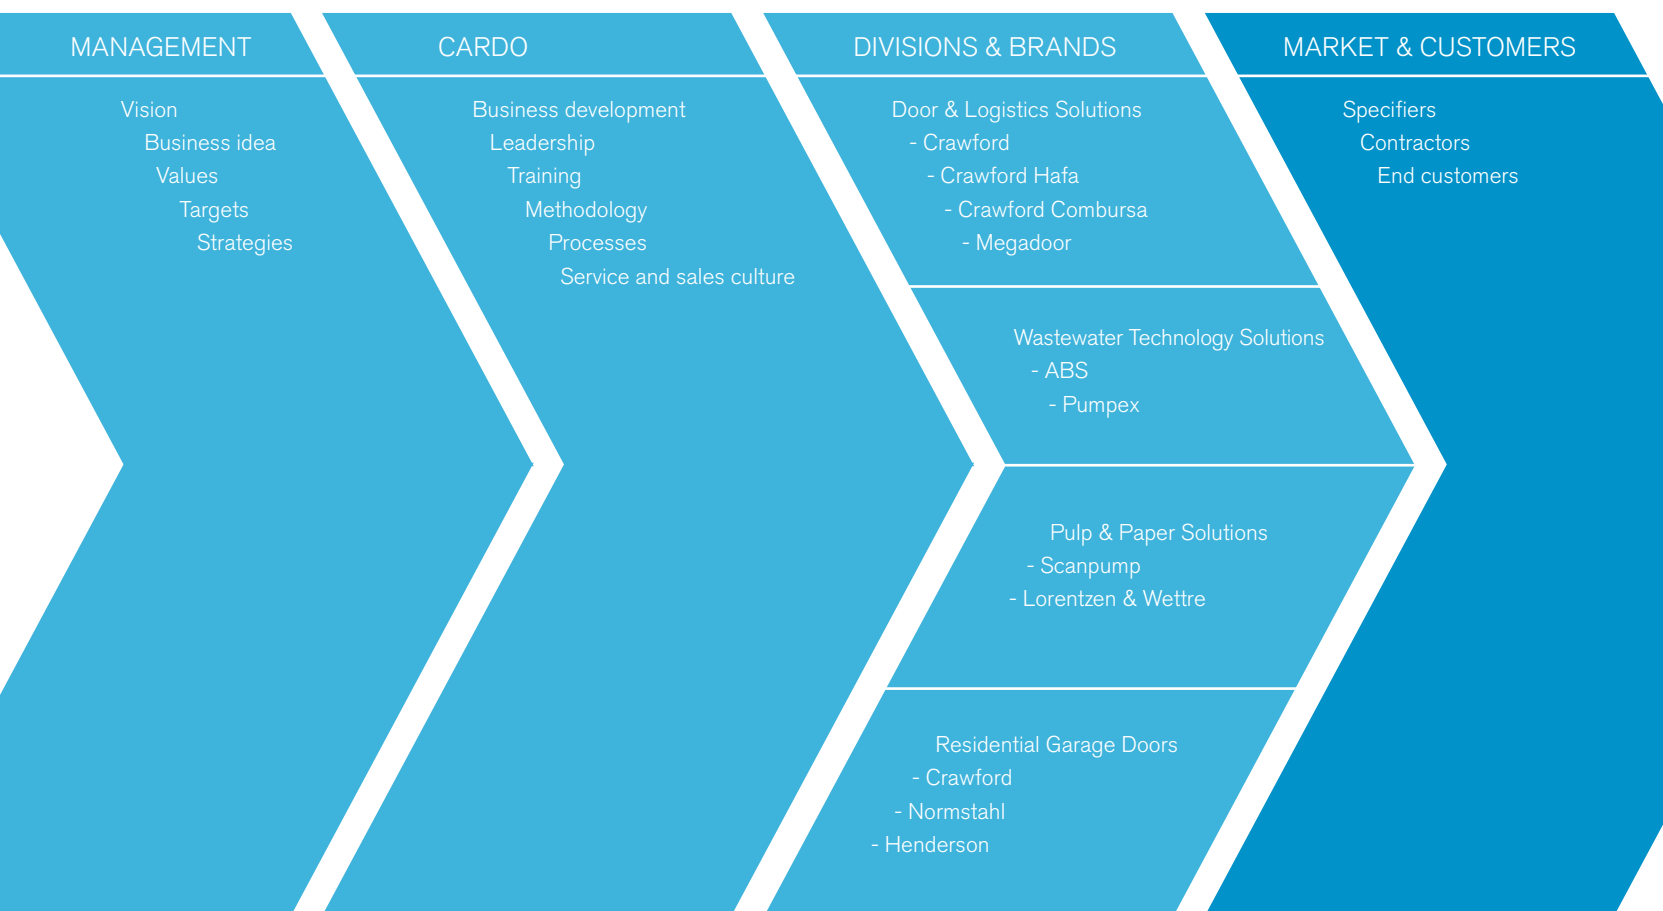 MANAGEMENT
Vision
Business idea
Values
Targets
Strategies
CARDO
Business development
Leadership
Training
Methodology
Processes
Service and sales culture
DIVISIONS & BRANDS
Door & Logistics Solutions
- Crawford
- Crawford Hafa
- Crawford Combursa
- Megadoor
Wastewater Technology Solutions
- ABS
- Pumpex
Pulp & Paper Solutions
- Scanpump
- Lorentzen & Wettre
Residential Garage Doors
- Crawford
- Normstahl
- Henderson
MARKET & CUSTOMERS
Specifiers
Contractors
End customers